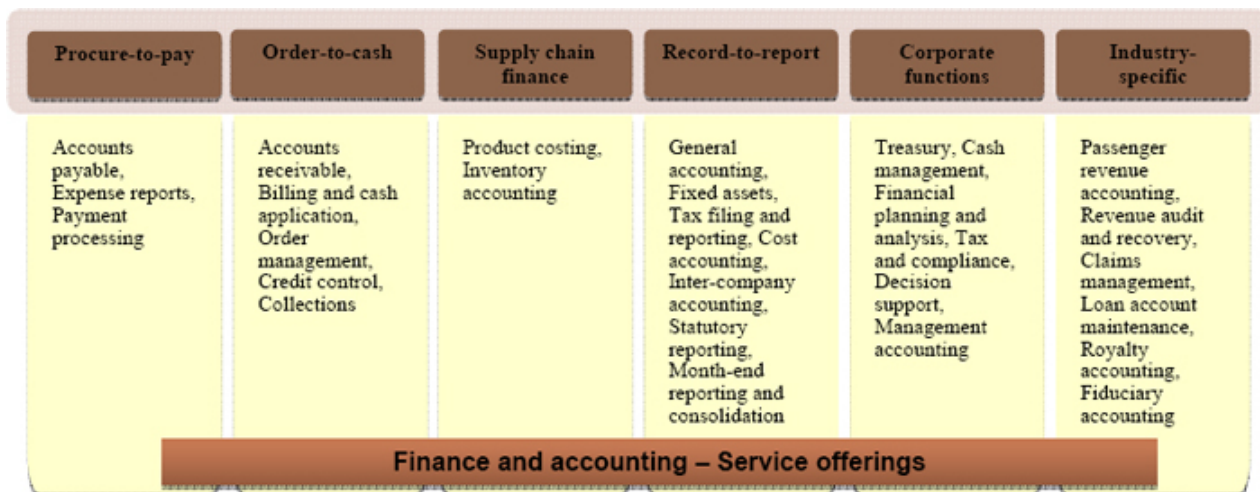 Procure-to-pay
Order-to-cash
Supply chain
finance
Record-to-report
Corporate
functions
Industry-
specific
Accounts
payable,
Expense reports,
Payment
processing
Accounts
receivable,
Billing and cash
application,
Order
management,
Credit control,
Collections
Product costing,
Inventory
accounting
General
accounting,
Fixed assets,
Tax filing and
reporting, Cost
accounting,
Inter-company
accounting,
Statutory
reporting,
Month-end
reporting and
consolidation
Treasury, Cash
management,
Financial
planning and
analysis, Tax
and compliance,
Decision
support,
Management
accounting
Passenger
revenue
accounting,
Revenue audit
and recovery,
Claims
management,
Loan account
maintenance,
Royalty
accounting,
Fiduciary
accounting
Finance and accounting – Service offerings